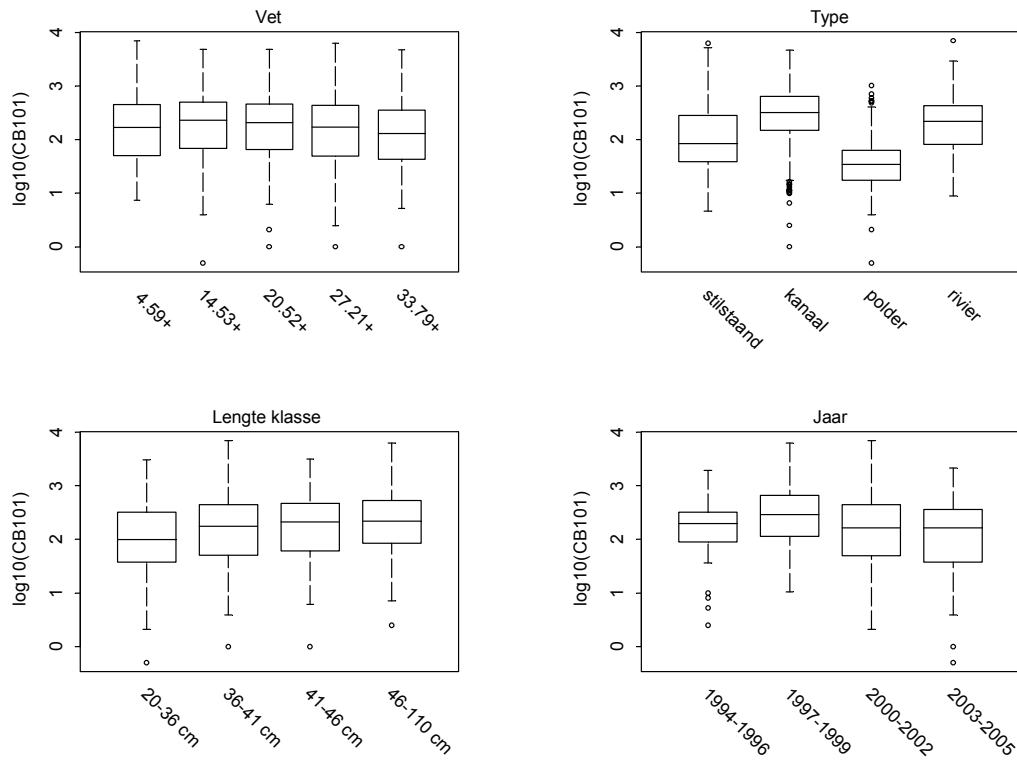 Vet
log10(CB101)
4
3
2
1
0
4.59+
14.53+
20.52+
27.21+
33.79+
Type
log10(CB101)
4
3
2
1
0
stilstaand
kanaal
polder
rivier
Lengte klasse
log10(CB101)
4
3
2
1
0
20-36 cm
36-41 cm
41-46 cm
46-110 cm
Jaar
log10(CB101)
4
3
2
1
0
1994-1996
1997-1999
2000-2002
2003-2005